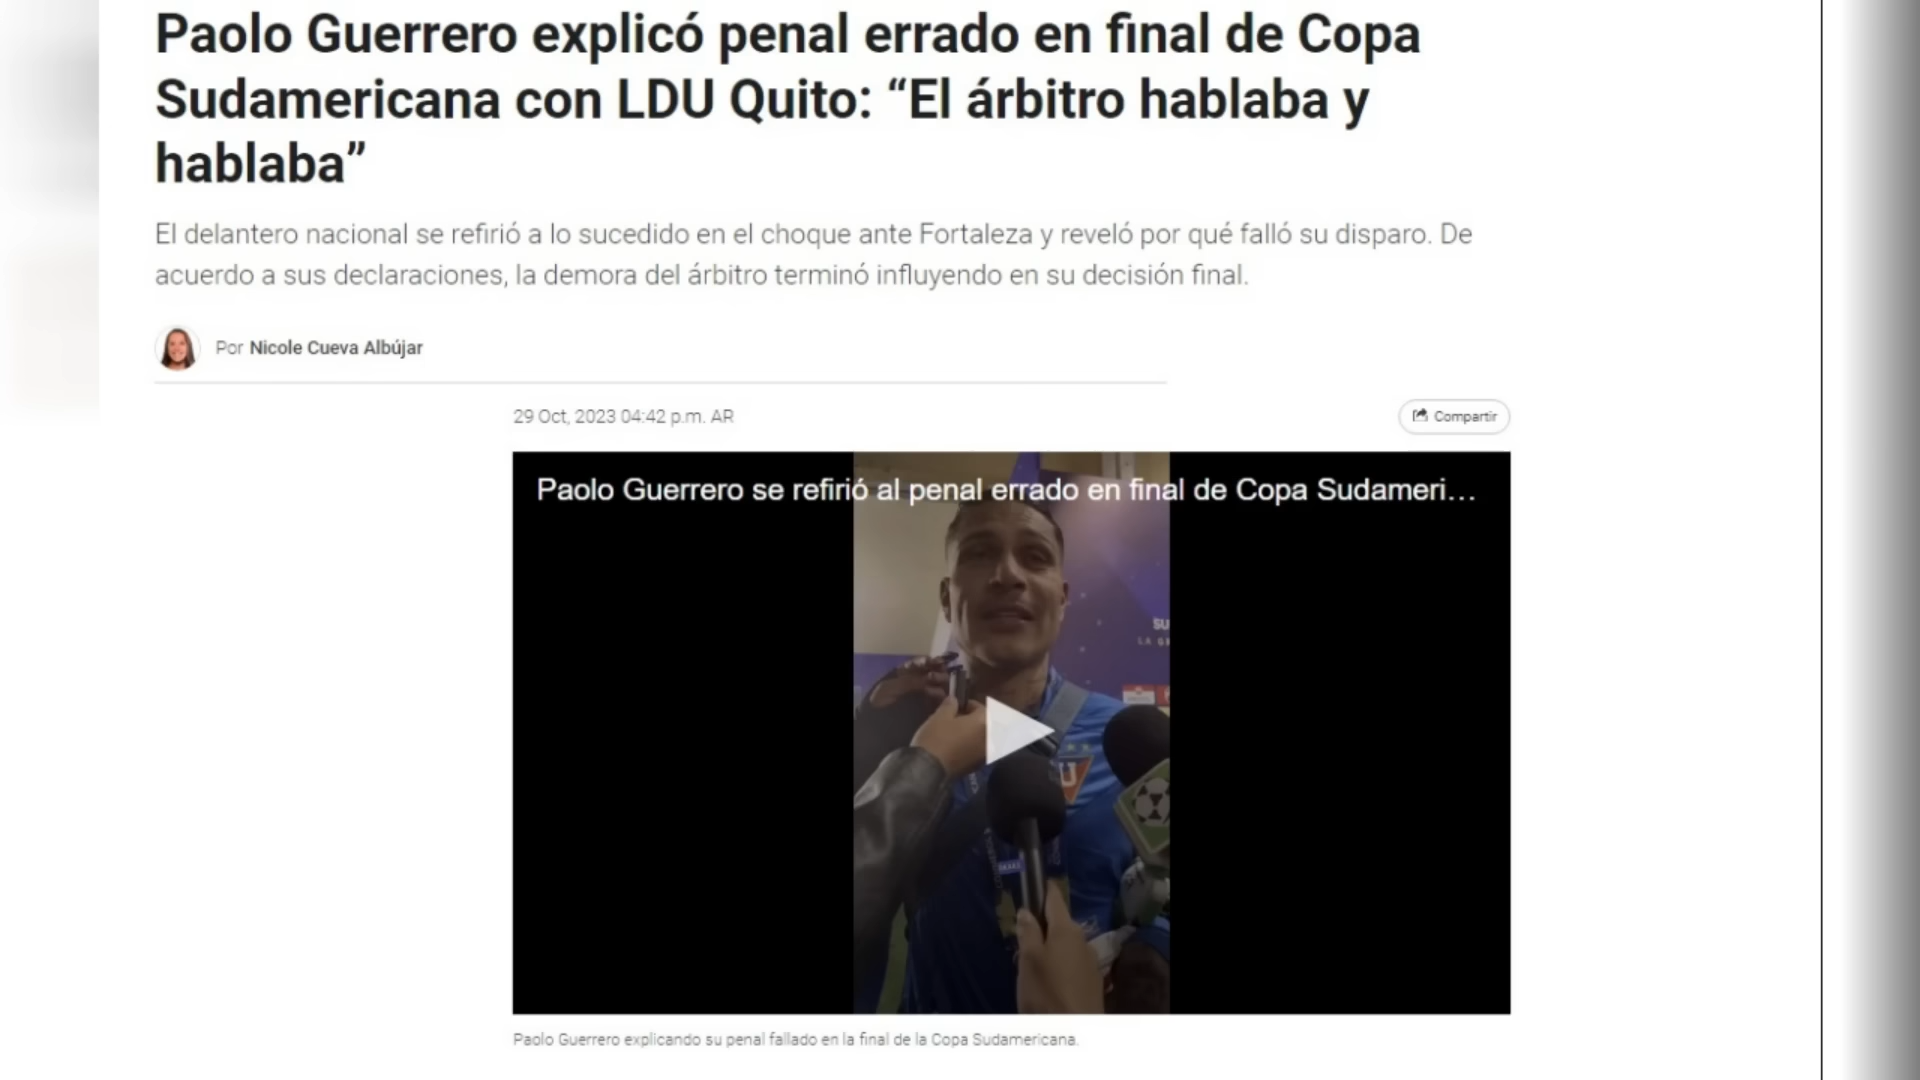 Paolo Guerrero explicó penal errado en final de Copa
Sudamericana con LDU Quito: “El árbitro hablaba y
hablaba”
El delantero nacional se refirió a lo sucedido en el choque ante Fortaleza y reveló por qué falló su disparo. De
acuerdo a sus declaraciones, la demora del árbitro terminó influyendo en su decisión final.
Por Nicole Cueva Albújar
29 Oct, 2023 04:42 p.m. AR
Compartir
Paolo Guerrero se refirió al penal errado en final de Copa Sudameri...
SU
LA G
U
Paolo Guerrero explicando su penal fallado en la final de la Copa Sudamericana.